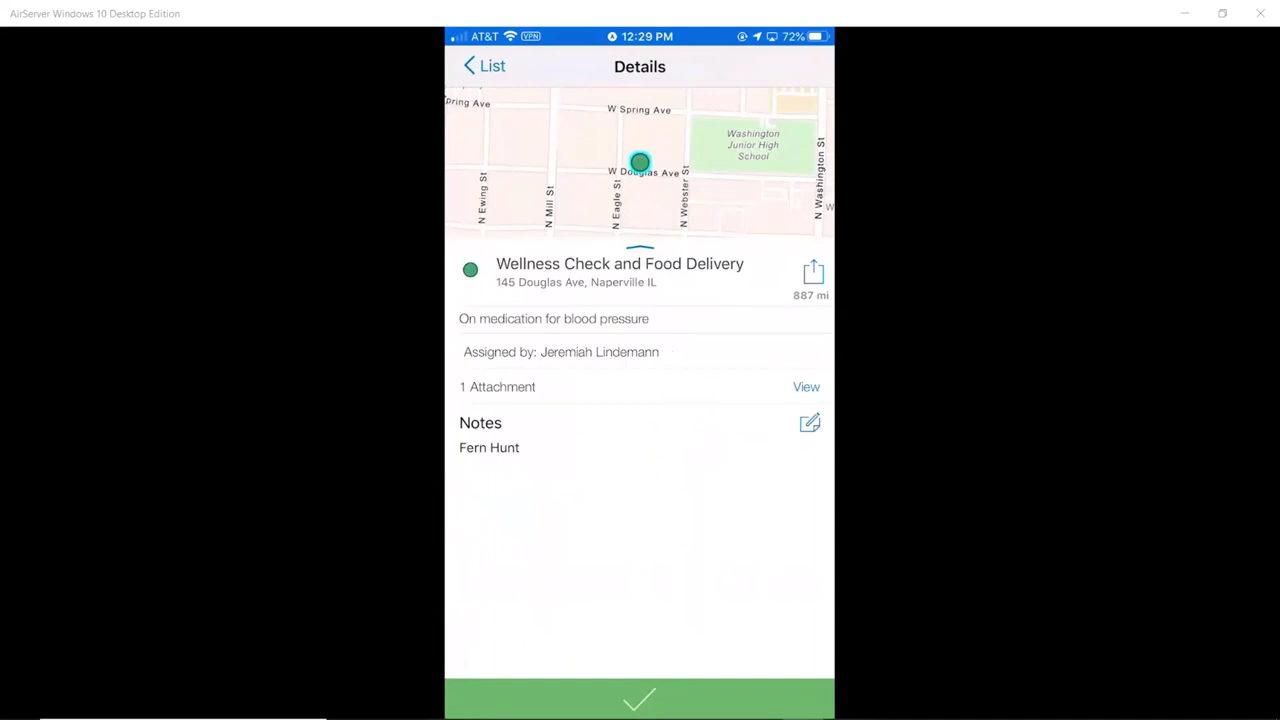 AirServer Windows 10 Desktop Edition
AT&T VPN 12:29 PM 72%
List Details
pring Ave W Spring Ave
Washington
Junior High
School
W Douglas Ave
N Ewing St
N Mill St
N Eagle St
N Webster St
N Washington St
W
Wellness Check and Food Delivery
145 Douglas Ave, Naperville IL
887 mi
On medication for blood pressure
Assigned by: Jeremiah Lindemann
1 Attachment View
Notes
Fern Hunt